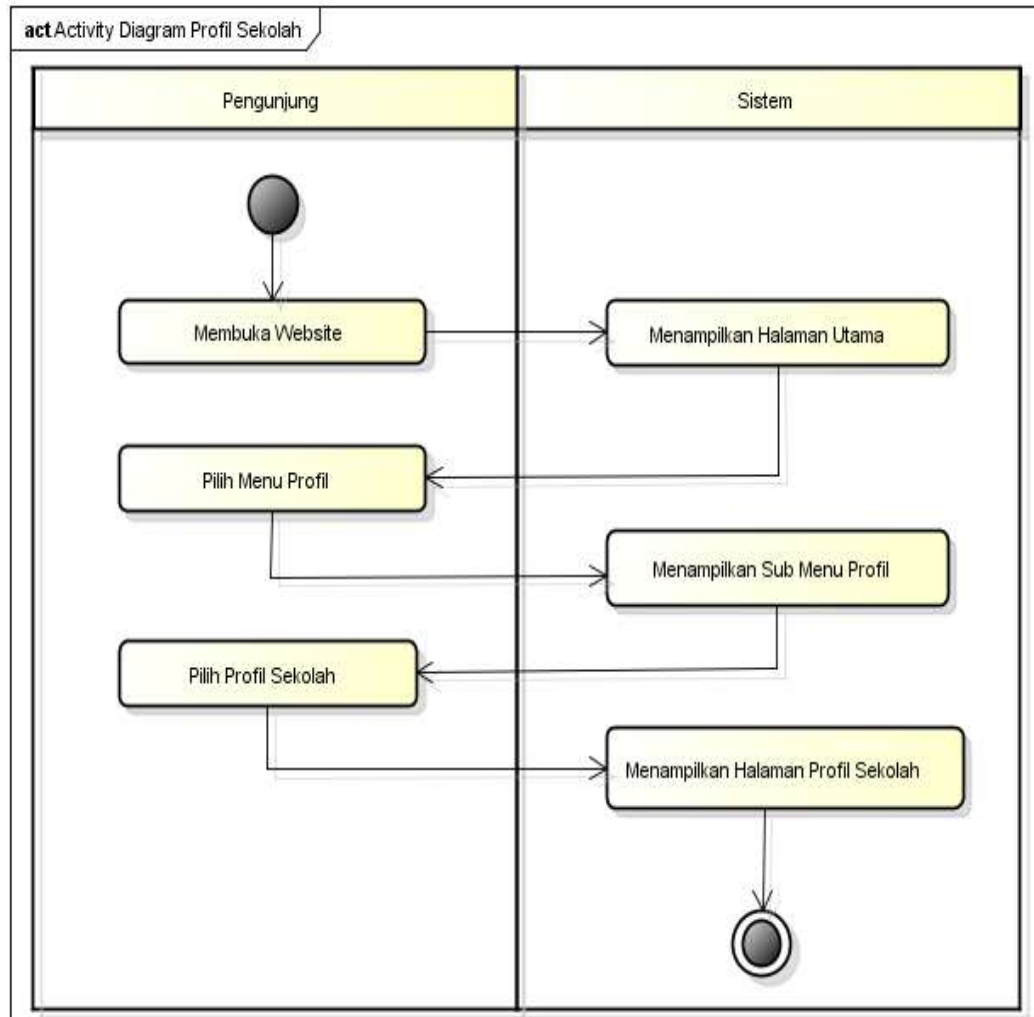 act Activity Diagram Profil Sekolah
Pengunjung
Sistem
Membuka Website
Menampilkan Halaman Utama
Pilih Menu Profil
Menampilkan Sub Menu Profil
Pilih Profil Sekolah
Menampilkan Halaman Profil Sekolah